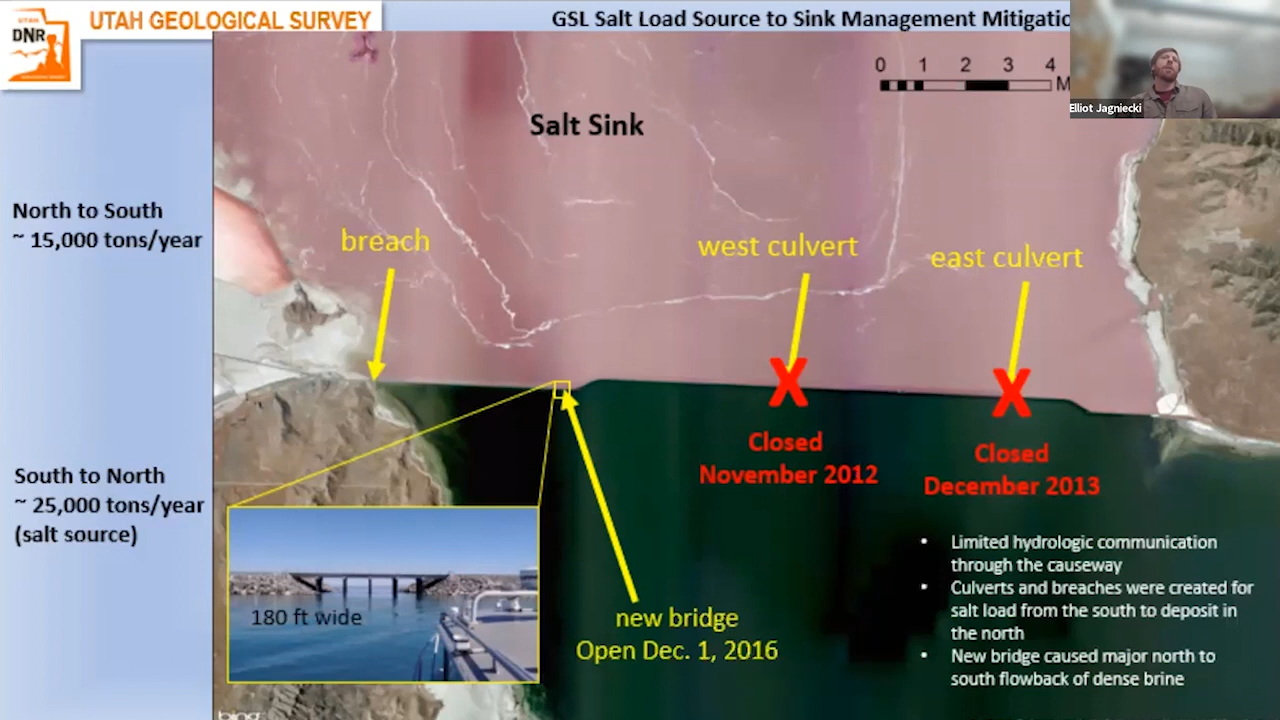 UTAH
DNR
UTAH GEOLOGICAL SURVEY
GSL Salt Load Source to Sink Management Mitigatio
0 1 2 3 4
M
Elliot Jagniecki
Salt Sink
North to South
~ 15,000 tons/year
breach
west culvert
east culvert
X
X
Closed
November 2012
Closed
December 2013
South to North
~ 25,000 tons/year
(salt source)
180 ft wide
new bridge
Open Dec. 1, 2016
• Limited hydrologic communication
through the causeway
• Culverts and breaches were created for
salt load from the south to deposit in
the north
• New bridge caused major north to
south flowback of dense brine
bing